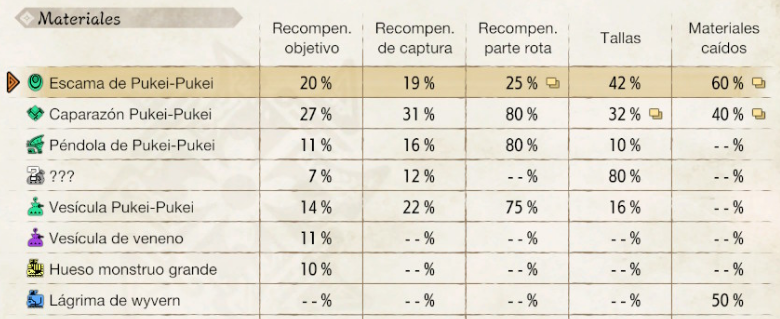 Materiales
Recompen. objetivo Recompen. de captura Recompen. parte rota Tallas Materiales caídos
Escama de Pukei-Pukei 20 % 19 % 25 % 42 % 60 %
Caparazón Pukei-Pukei 27 % 31 % 80 % 32 % 40 %
Péndola de Pukei-Pukei 11 % 16 % 80 % 10 % --%
??? 7 % 12 % --% 80 % --%
Vesícula Pukei-Pukei 14 % 22 % 75 % 16 % --%
Vesícula de veneno 11 % --% --% --% --%
Hueso monstruo grande 10 % --% --% --% --%
Lágrima de wyvern --% --% --% --% 50 %